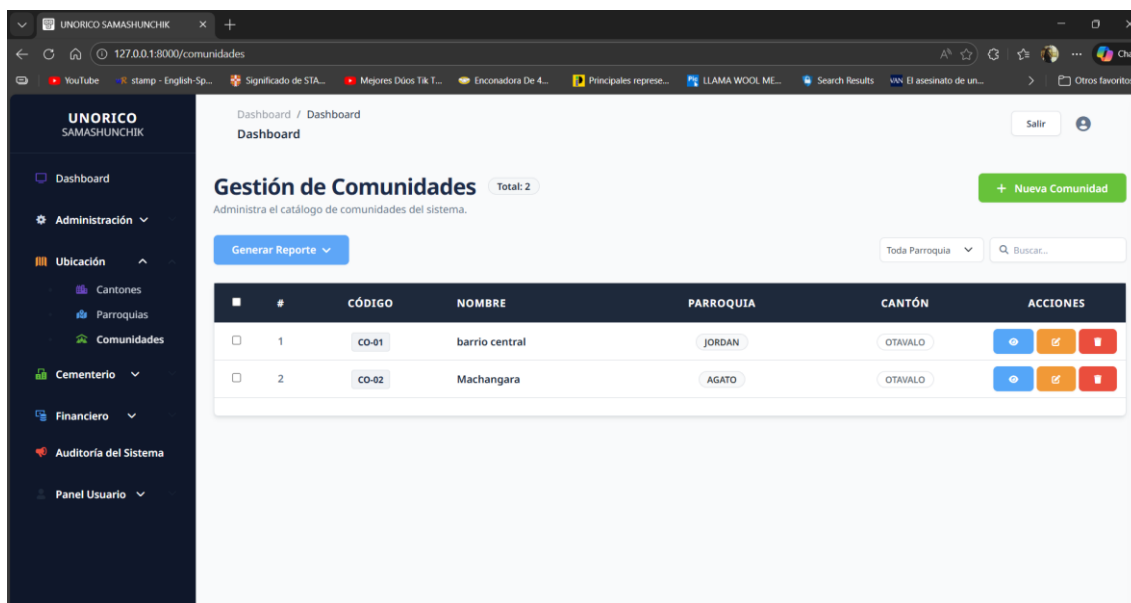 UNORICO SAMASHUNCHIK
127.0.0.1:8000/comunidades
YouTube stamp - English-Sp... Significado de STA... Mejores Dúos Tik T... Enconadora De 4... Principales represe... LLAMA WOOL ME... Search Results El asesinato de un... Otros favoritos
UNORICO
SAMASHUNCHIK
Dashboard / Dashboard
Dashboard
Salir
Dashboard
Administración
Ubicación
Cantones
Parroquias
Comunidades
Cementerio
Financiero
Auditoría del Sistema
Panel Usuario
Gestión de Comunidades Total: 2
Administra el catálogo de comunidades del sistema.
+ Nueva Comunidad
Generar Reporte
Toda Parroquia
Buscar...
# CÓDIGO NOMBRE PARROQUIA CANTÓN ACCIONES
1 CO-01 barrio central JORDAN OTAVALO
2 CO-02 Machangara AGATO OTAVALO